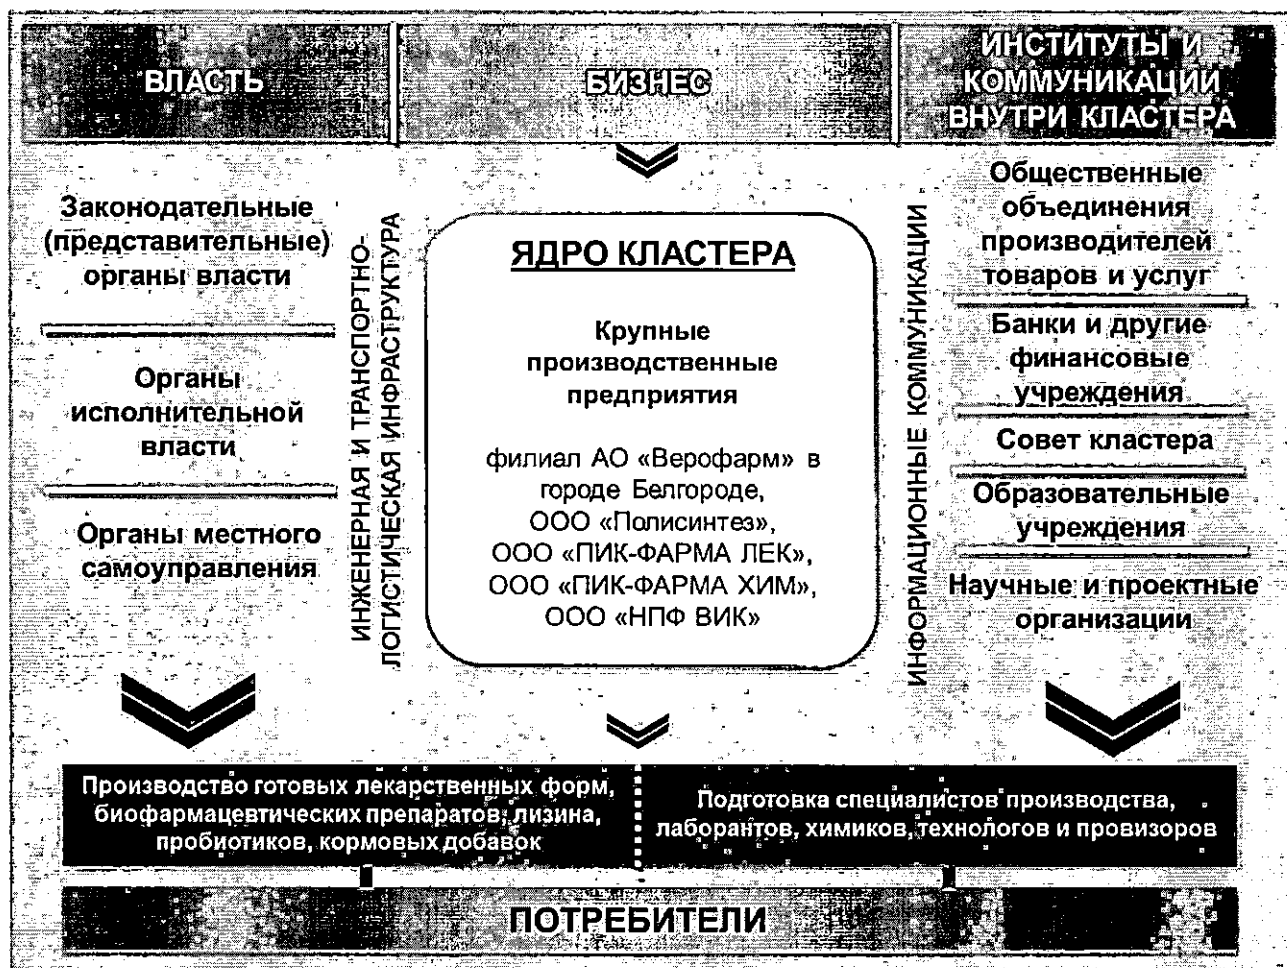 ВЛАСТЬ
БИЗНЕС
ИНСТИТУТЫ И
КОММУНИКАЦИИ
ВНУТРИ КЛАСТЕРА
Законодательные
(представительные)
органы власти
Органы
исполнительной
власти
Органы местного
самоуправления
ИНЖЕНЕРНАЯ И ТРАНСПОРТНО-
ЛОГИСТИЧЕСКАЯ ИНФРАСТРУКТУРА
ЯДРО КЛАСТЕРА
Крупные
производственные
предприятия
филиал АО «Верофарм» в
городе Белгороде,
ООО «Полисинтез»,
ООО «ПИК-ФАРМА ЛЕК»,
ООО «ПИК-ФАРМА ХИМ»,
ООО «НПФ ВИК»
ИНФОРМАЦИОННЫЕ КОММУНИКАЦИИ
Общественные
объединения
производителей
товаров и услуг
Банки и другие
финансовые
учреждения
Совет кластера
Образовательные
учреждения
Научные и проектные
организации
Производство готовых лекарственных форм,
биофармацевтических препаратов, лизина,
пробиотиков, кормовых добавок
Подготовка специалистов производства,
лаборантов, химиков, технологов и провизоров
ПОТРЕБИТЕЛИ